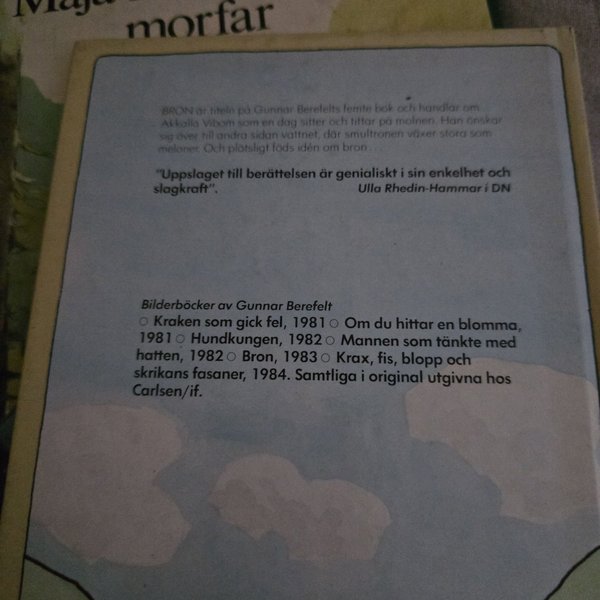 Maja
morfar
BRON är titeln på Gunnar Berefelts femte bok och handlar om
Akkalla Vibom som en dag sitter och tittar på molnen. Han önskar
sig över till andra sidan vattnet, där smultronen växer stora som
meloner. Och plötsligt föds idén om bron . . .
"Uppslaget till berättelsen är genialiskt i sin enkelhet och
slagkraft". Ulla Rhedin-Hammar i DN
Bilderböcker av Gunnar Berefelt
○ Kraken som gick fel, 1981 ○ Om du hittar en blomma,
1981 ○ Hundkungen, 1982 ○ Mannen som tänkte med
hatten, 1982 ○ Bron, 1983 ○ Krax, fis, blopp och
skrikans fasaner, 1984. Samtliga i original utgivna hos
Carlsen/if.